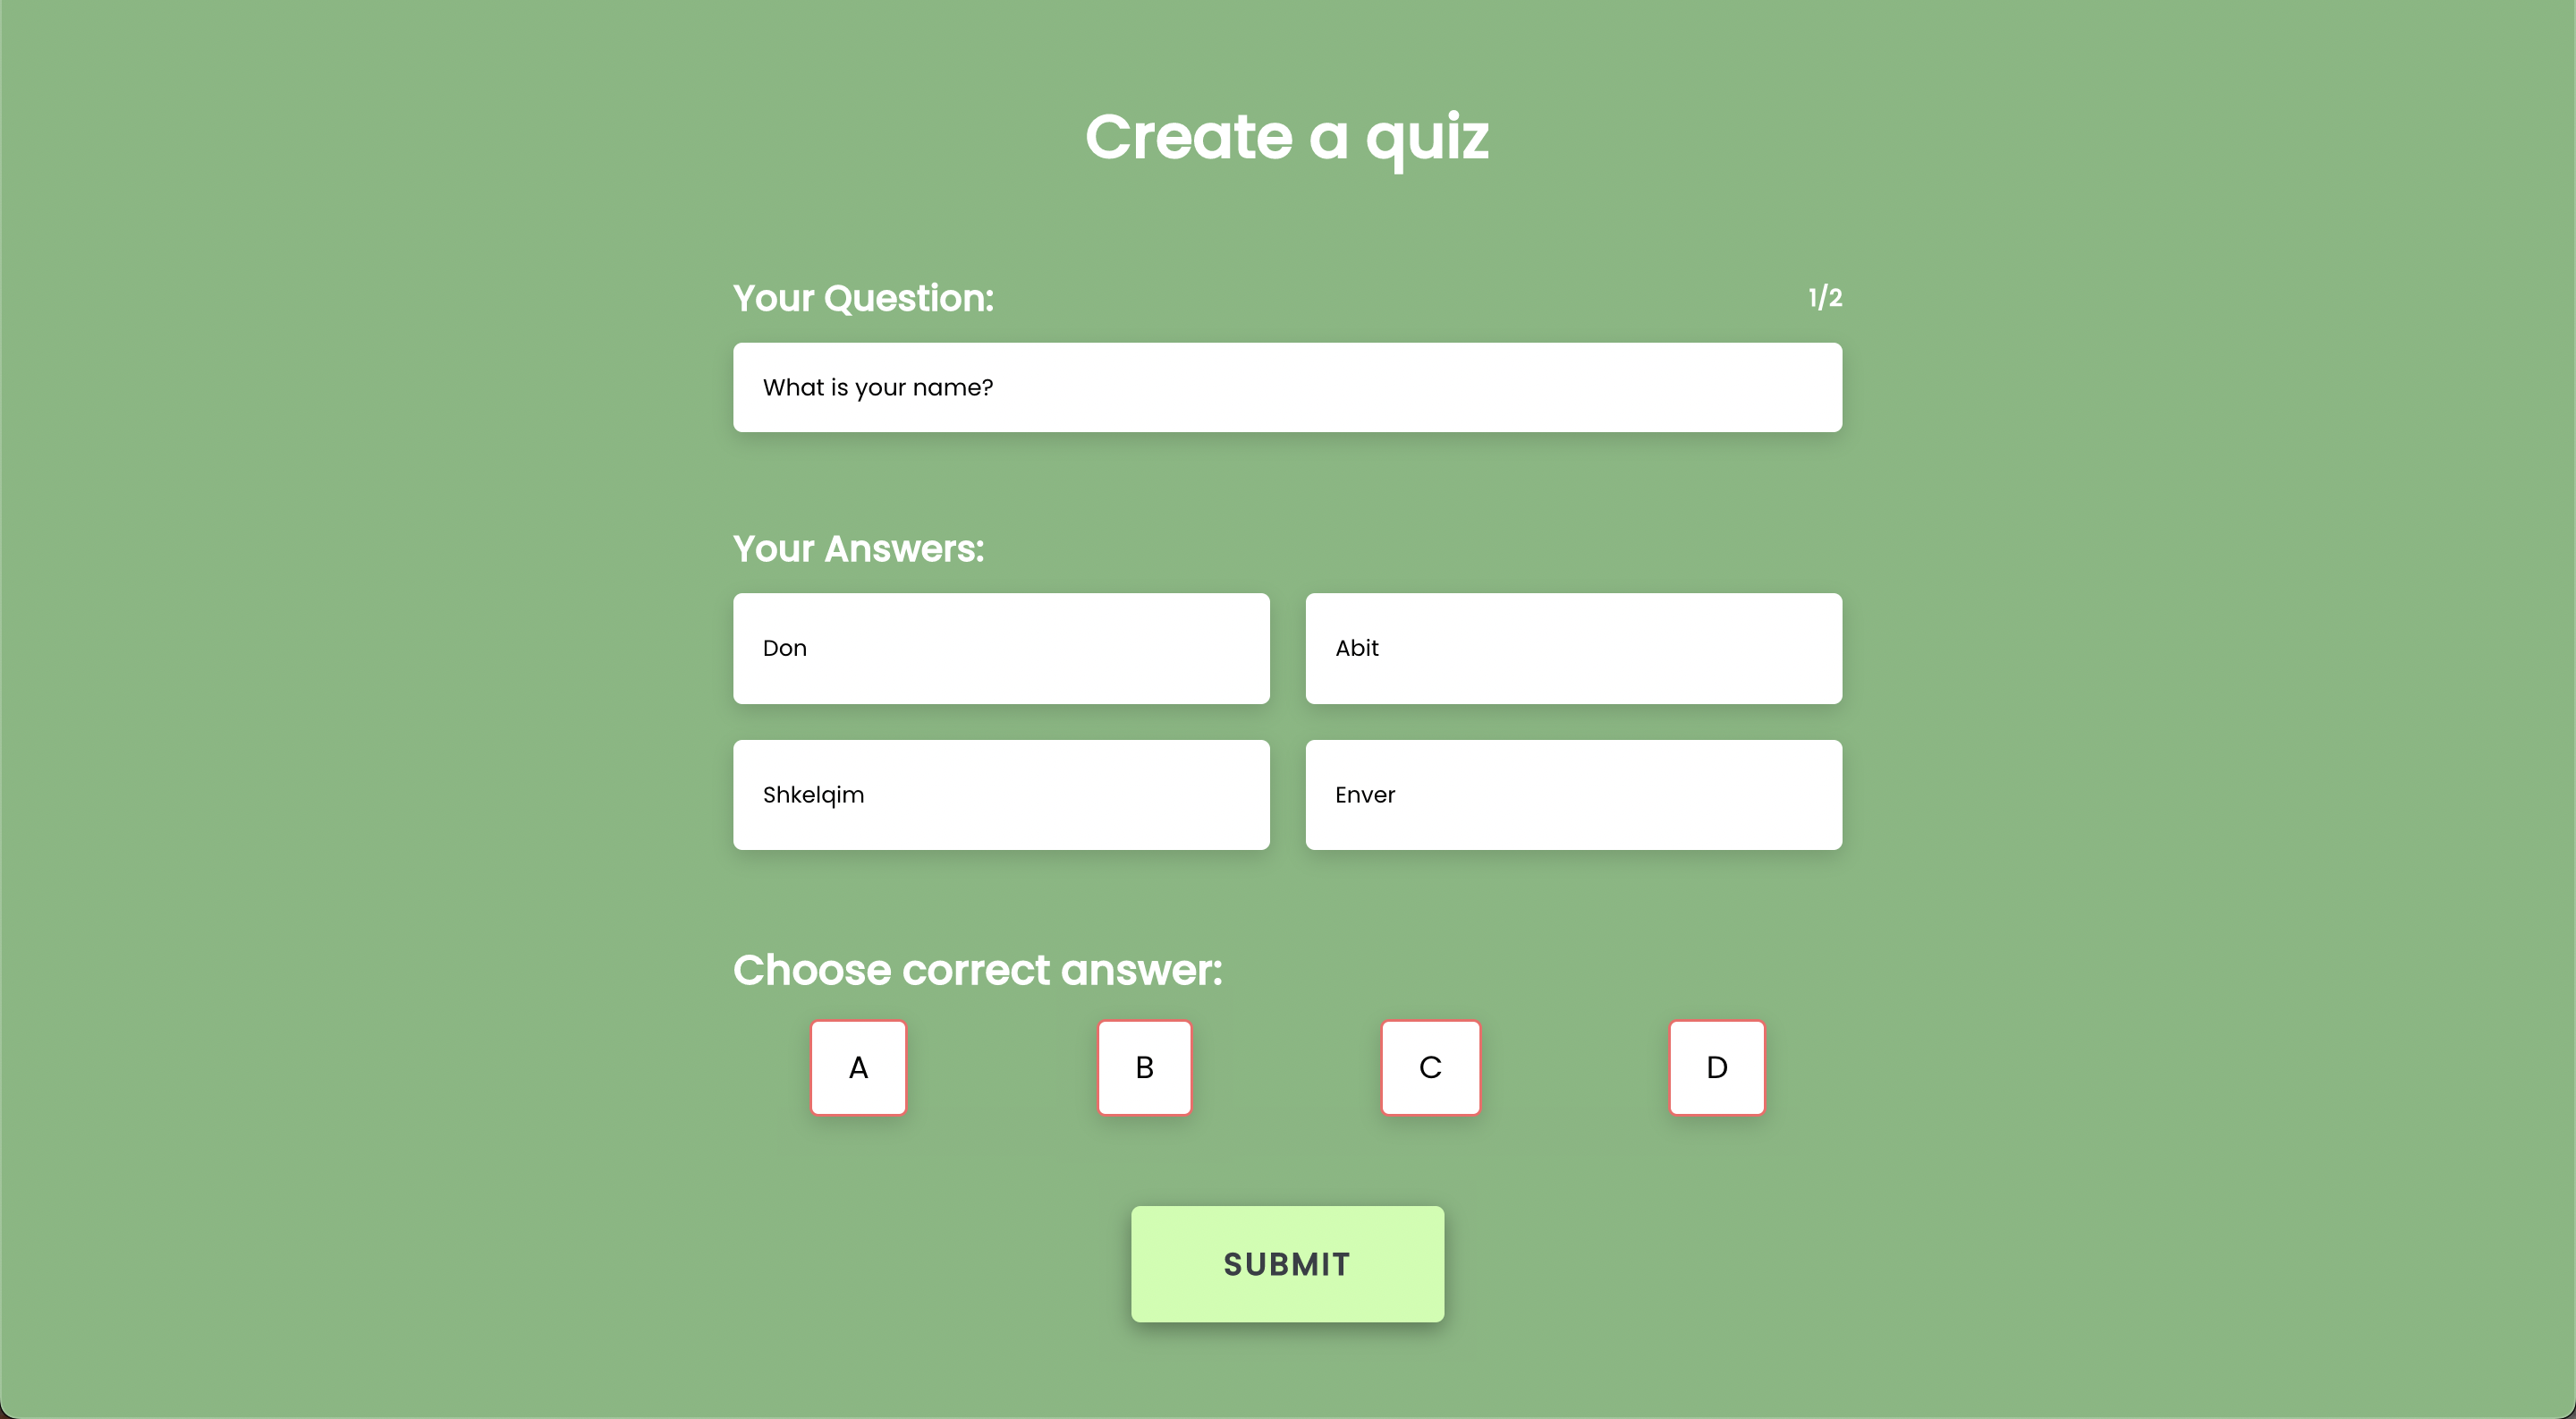 Create a quiz
Your Question:
1/2
What is your name?
Your Answers:
Don
Abit
Shkelqim
Enver
Choose correct answer:
A
B
C
D
SUBMIT